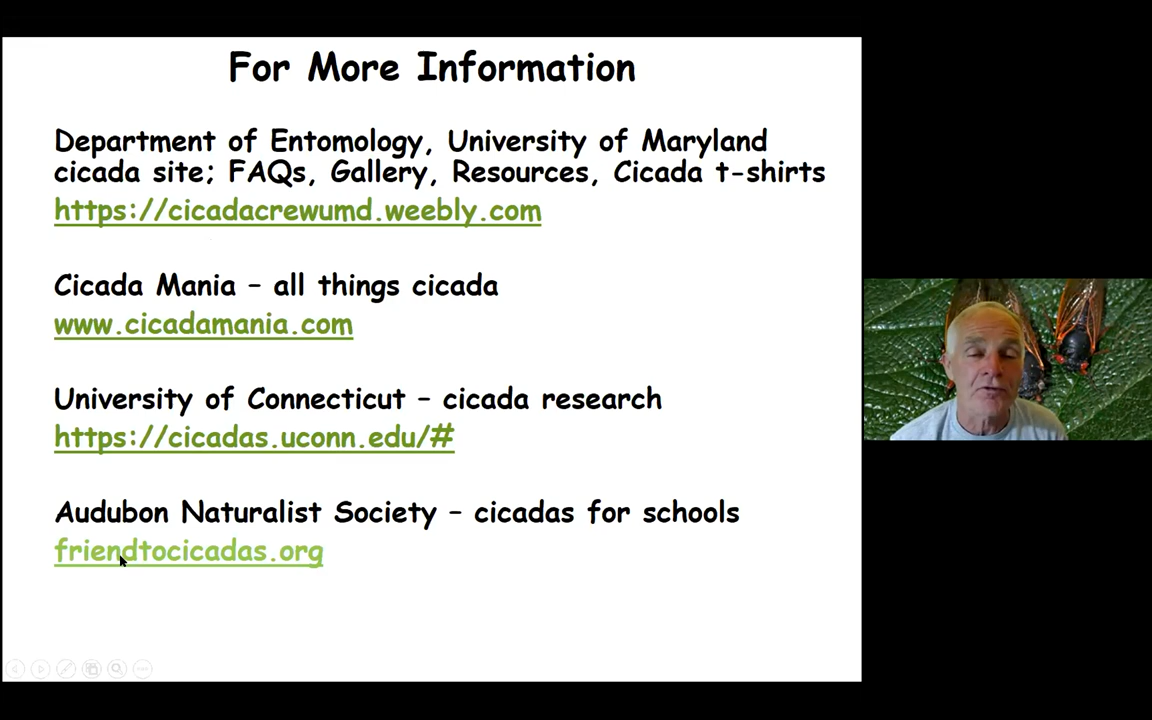 For More Information
Department of Entomology, University of Maryland
cicada site; FAQs, Gallery, Resources, Cicada t-shirts
https://cicadacrewumd.weebly.com
Cicada Mania – all things cicada
www.cicadamania.com
University of Connecticut – cicada research
https://cicadas.uconn.edu/#
Audubon Naturalist Society – cicadas for schools
friendtocicadas.org